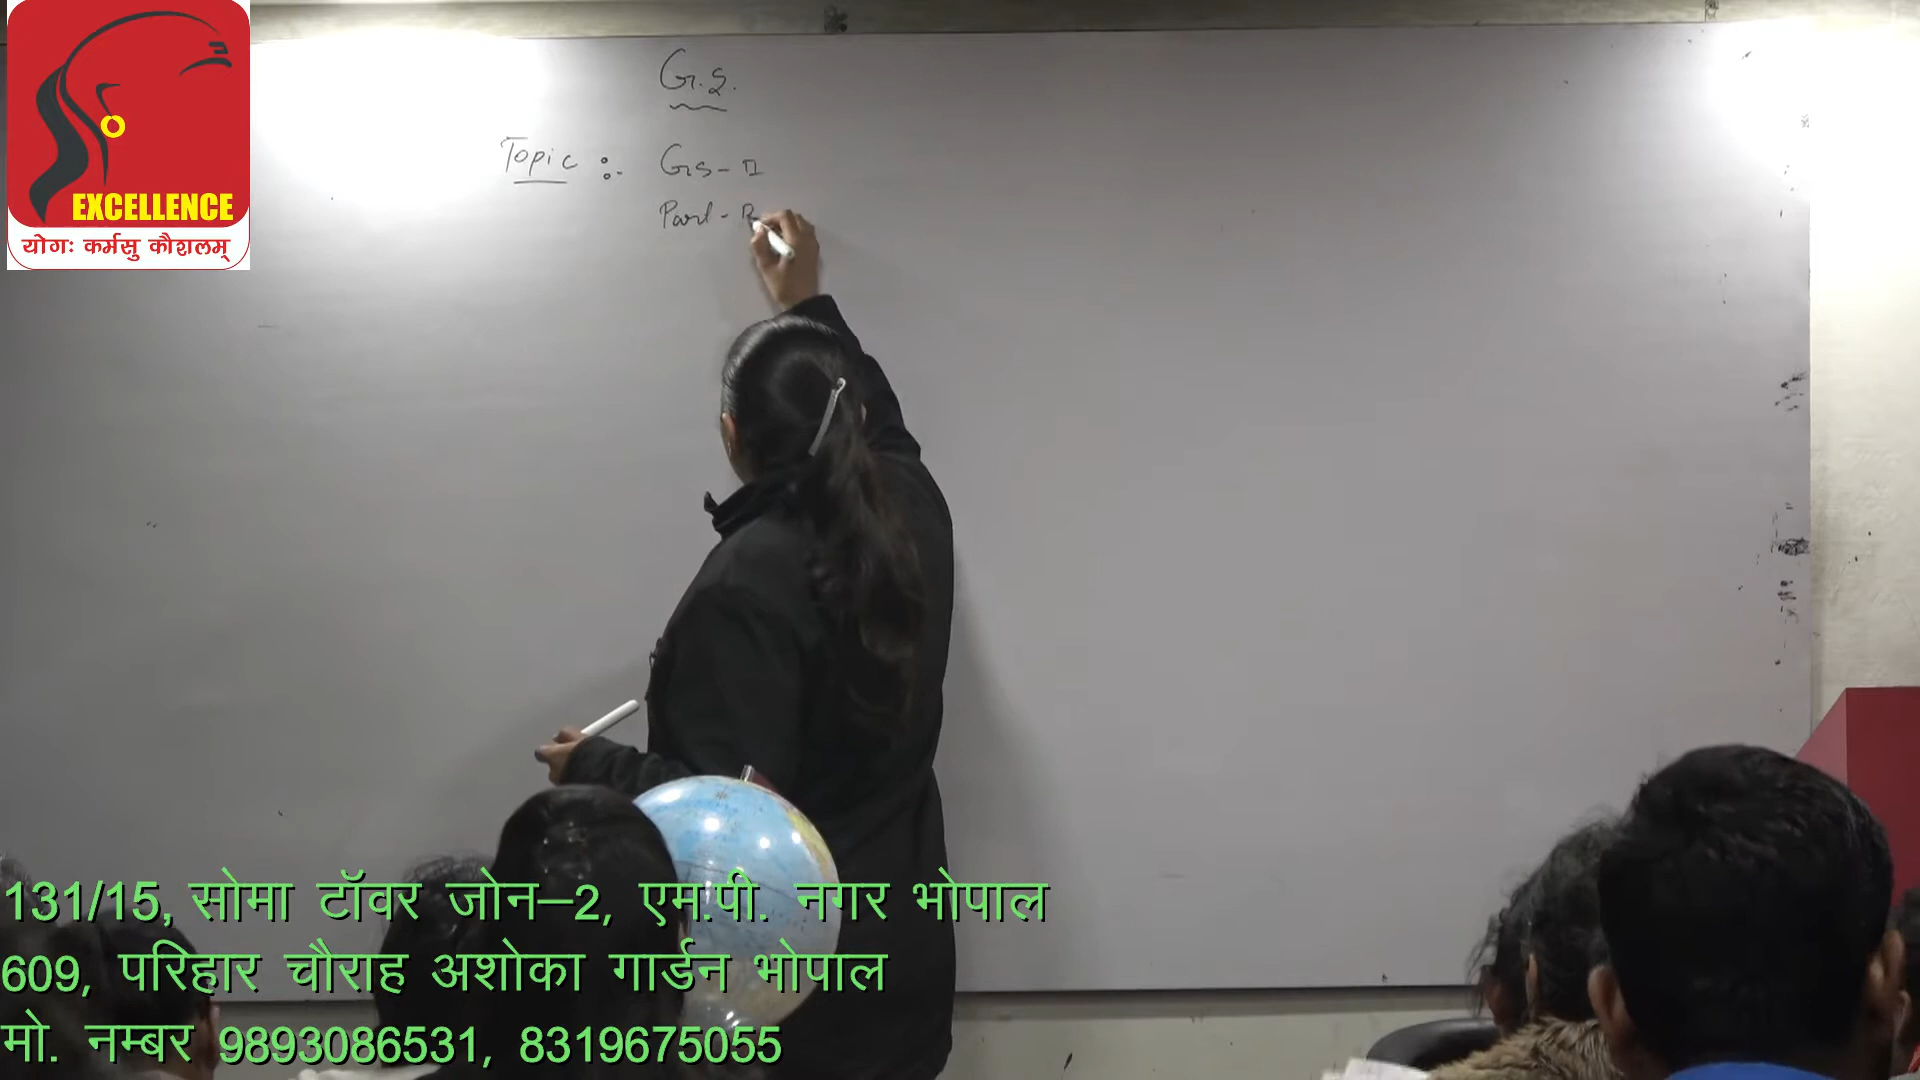 EXCELLENCE
योगः कर्मसु कौशलम्
G.S.
Topic :- GS-II
Part - B
131/15, सोमा टॉवर जोन–2, एम.पी. नगर भोपाल
609, परिहार चौराह अशोका गार्डन भोपाल
मो. नम्बर 9893086531, 8319675055